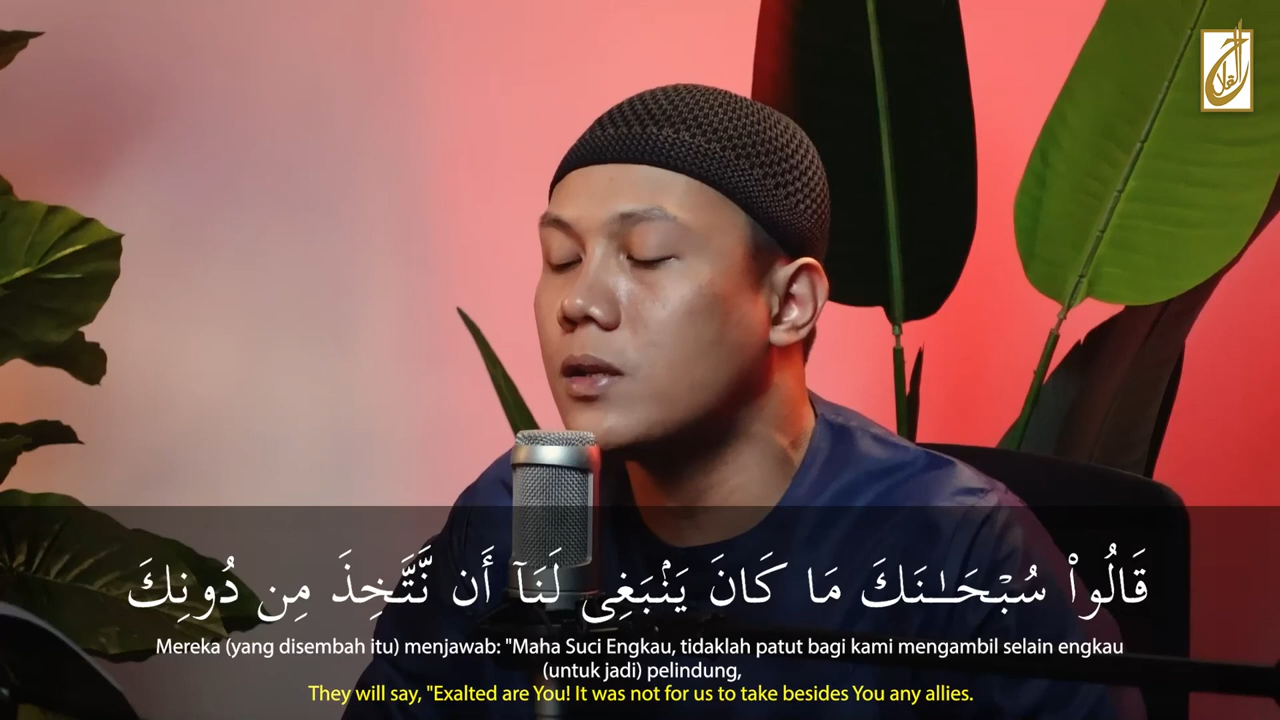 قَالُوا۟ سُبْحَـٰنَكَ مَا كَانَ يَنۢبَغِى لَنَآ أَن نَّتَّخِذَ مِن دُونِكَ
Mereka (yang disembah itu) menjawab: "Maha Suci Engkau, tidaklah patut bagi kami mengambil selain engkau
(untuk jadi) pelindung,
They will say, "Exalted are You! It was not for us to take besides You any allies.